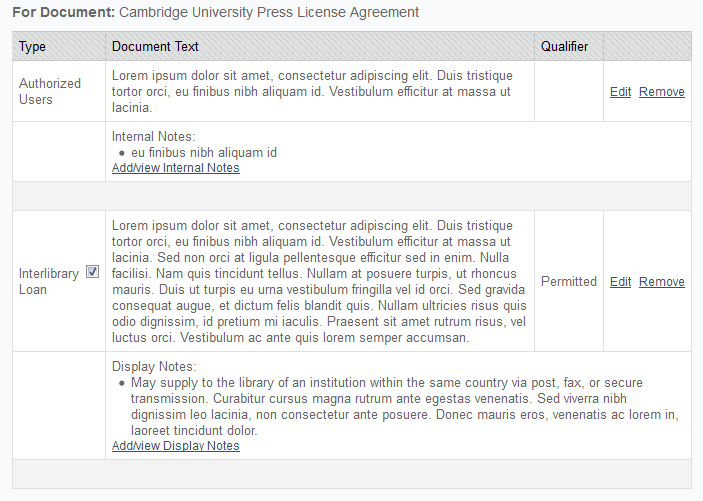 For Document: Cambridge University Press License Agreement
Type Document Text Qualifier
Authorized Users
Lorem ipsum dolor sit amet, consectetur adipiscing elit. Duis tristique
tortor orci, eu finibus nibh aliquam id. Vestibulum efficitur at massa ut
lacinia.
Edit Remove
Internal Notes:
• eu finibus nibh aliquam id
Add/view Internal Notes
Interlibrary
Loan
Lorem ipsum dolor sit amet, consectetur adipiscing elit. Duis tristique
tortor orci, eu finibus nibh aliquam id. Vestibulum efficitur at massa ut
lacinia. Sed non orci at ligula pellentesque efficitur sed in enim. Nulla
facilisi. Nam quis tincidunt tellus. Nullam at posuere turpis, ut rhoncus
mauris. Duis ut turpis eu urna vestibulum fringilla vel id orci. Sed gravida
consequat augue, et dictum felis blandit quis. Nullam ultricies risus quis
odio dignissim, id pretium mi iaculis. Praesent sit amet rutrum risus, vel
luctus orci. Vestibulum ac ante quis lorem semper accumsan.
Permitted
Edit Remove
Display Notes:
• May supply to the library of an institution within the same country via post, fax, or secure
transmission. Curabitur cursus magna rutrum ante egestas venenatis. Sed viverra nibh
dignissim leo lacinia, non consectetur ante posuere. Donec mauris eros, venenatis ac lorem in,
laoreet tincidunt dolor.
Add/view Display Notes